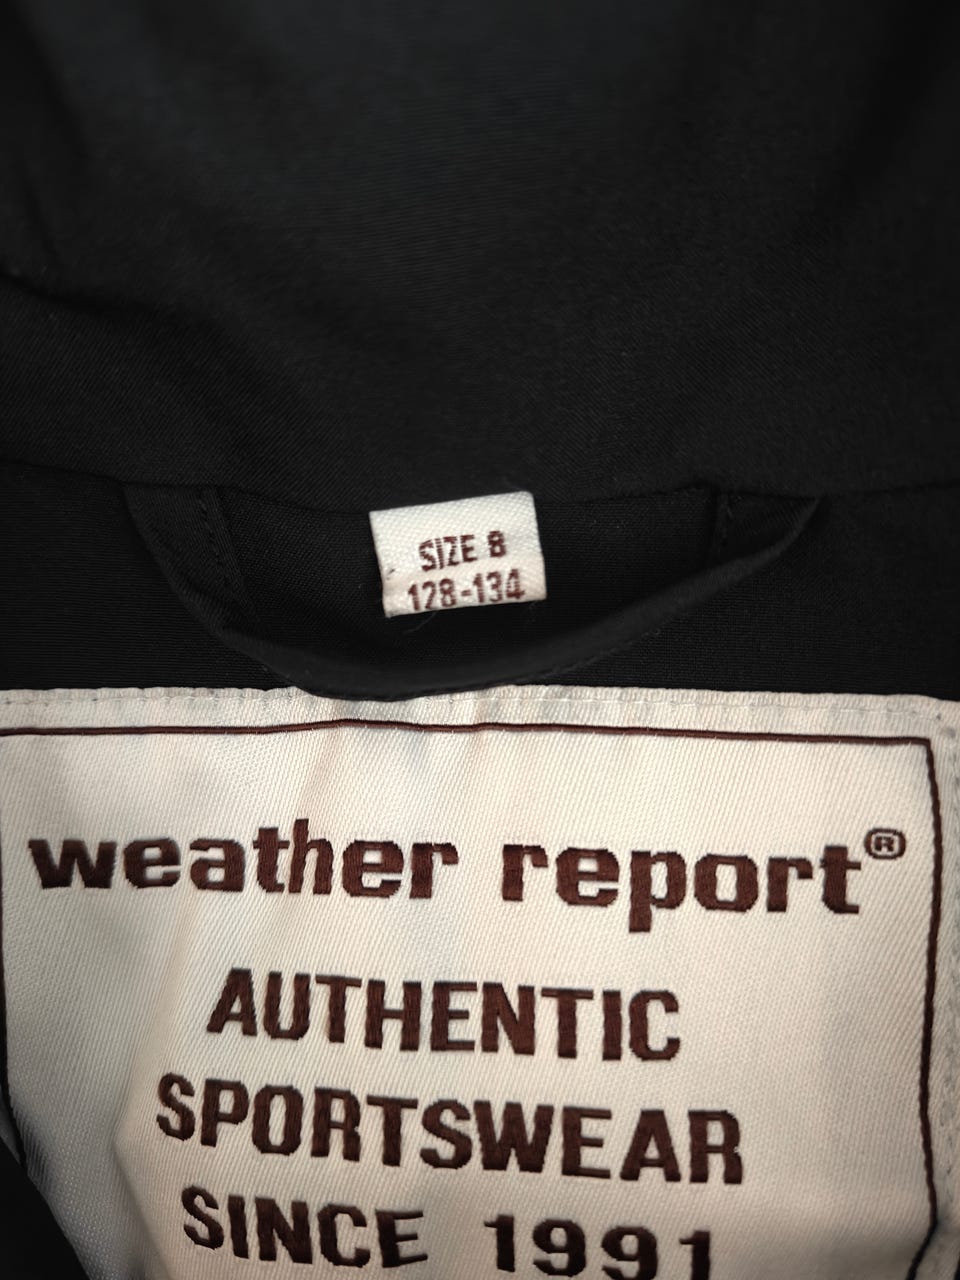 SIZE 8
128-134
weather report®
AUTHENTIC
SPORTSWEAR
SINCE 1991